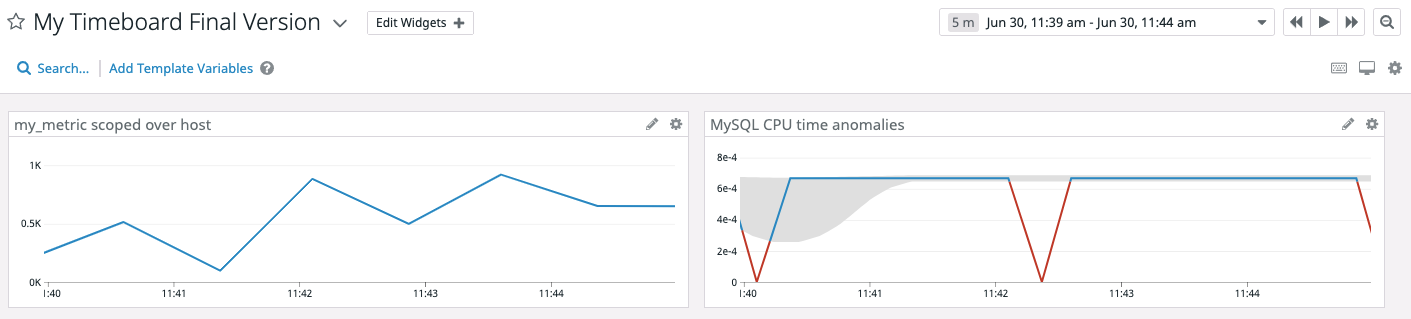 My Timeboard Final Version
Edit Widgets +
5 m Jun 30, 11:39 am - Jun 30, 11:44 am
Search...
Add Template Variables ?
my_metric scoped over host
1K
0.5K
0K
l:40 11:41 11:42 11:43 11:44
MySQL CPU time anomalies
8e-4
6e-4
4e-4
2e-4
0
l:40 11:41 11:42 11:43 11:44